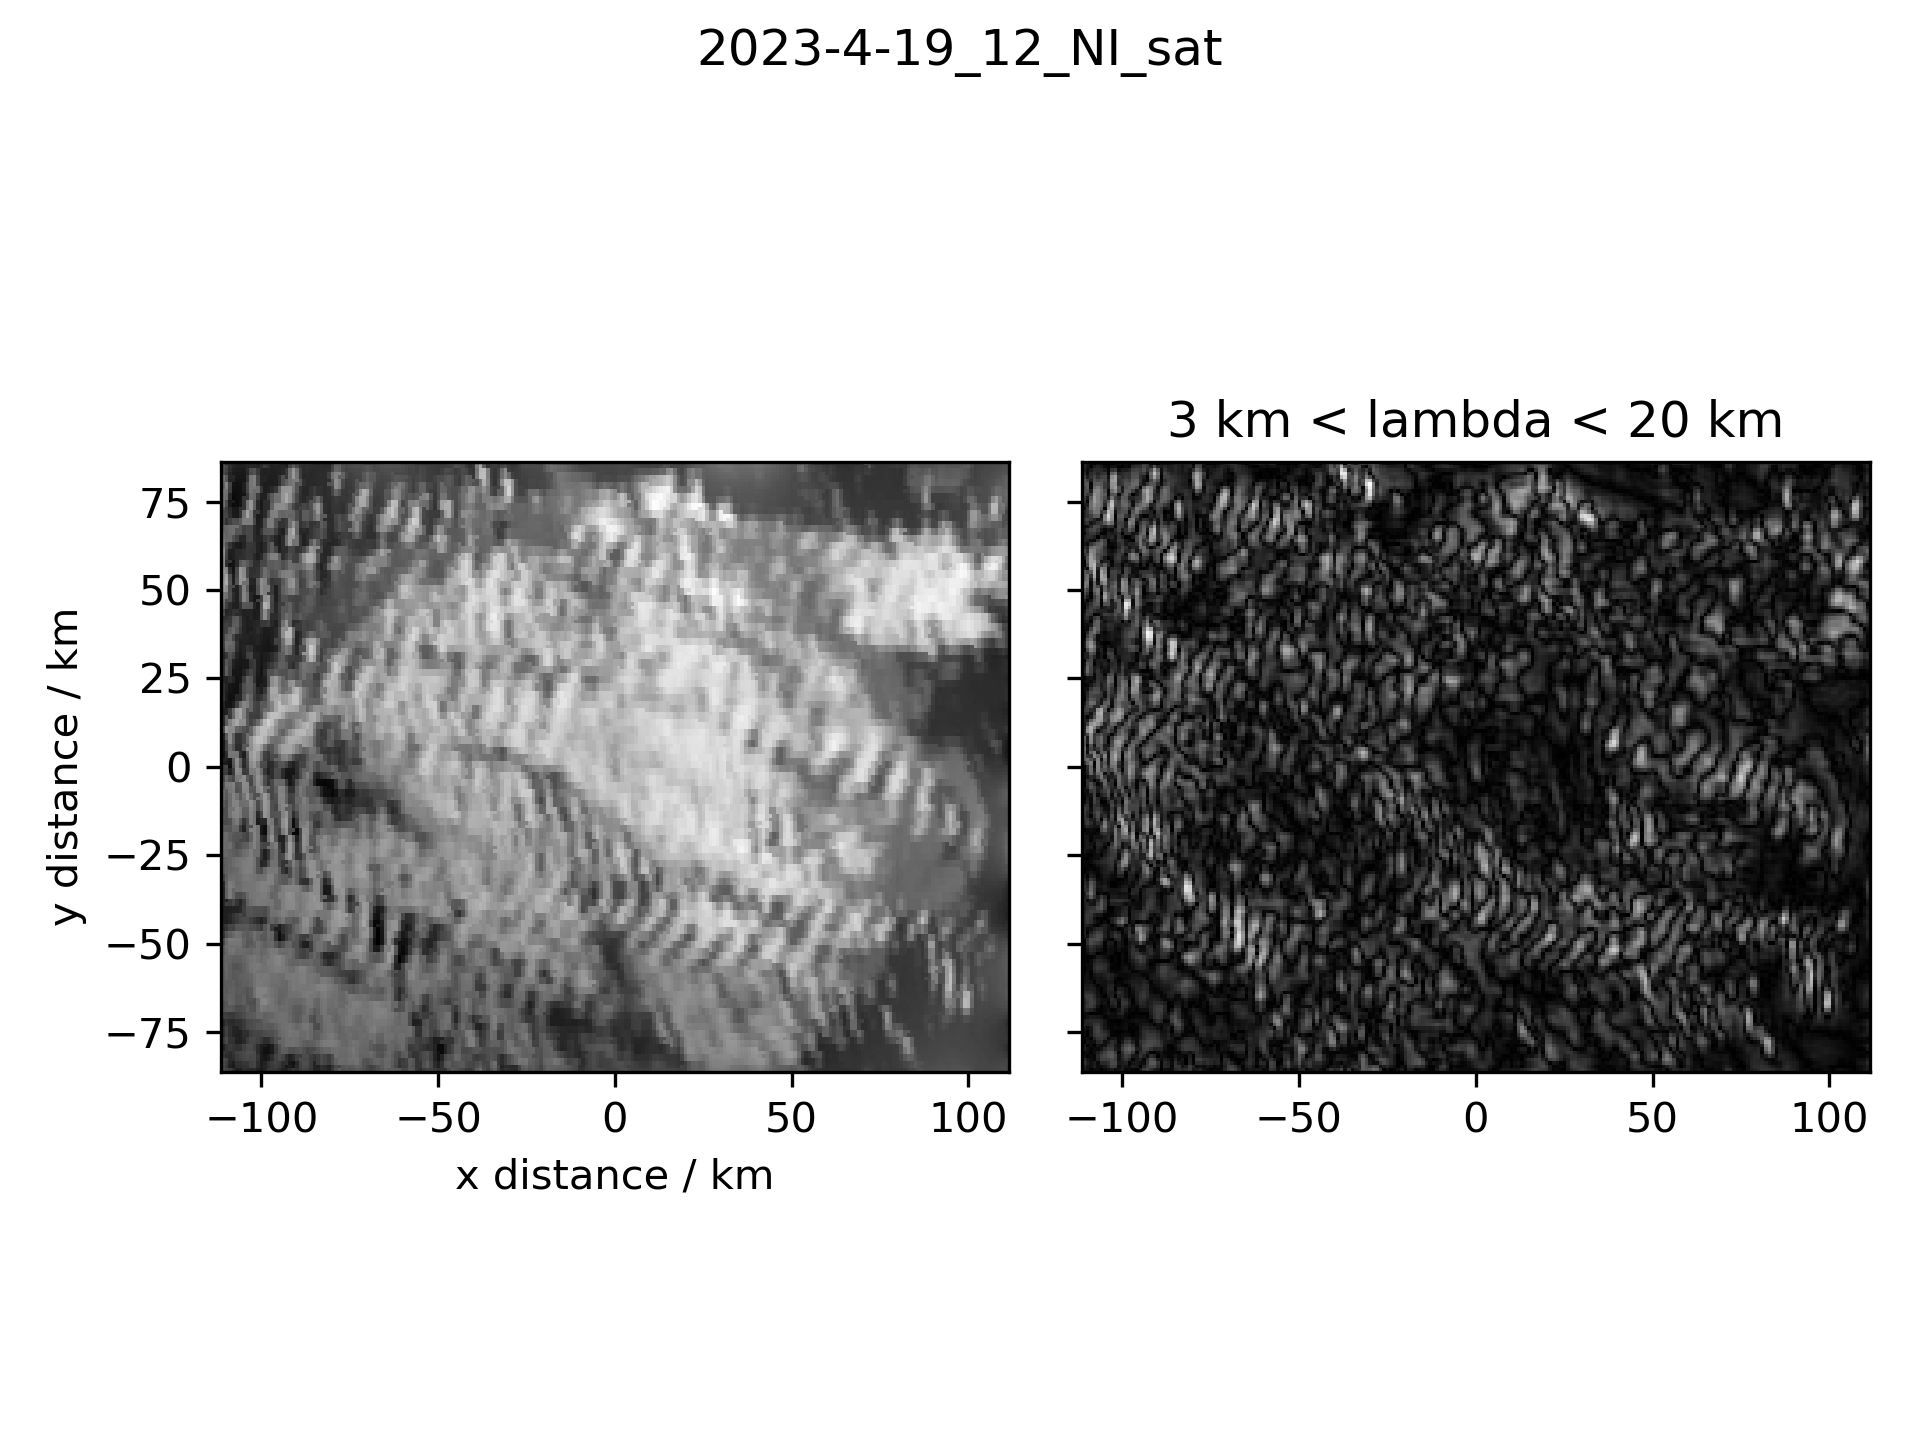 2023-4-19_12_NI_sat
3 km < lambda < 20 km
75
50
25
0
−25
−50
−75
y distance / km
−100 −50 0 50 100
x distance / km
−100 −50 0 50 100